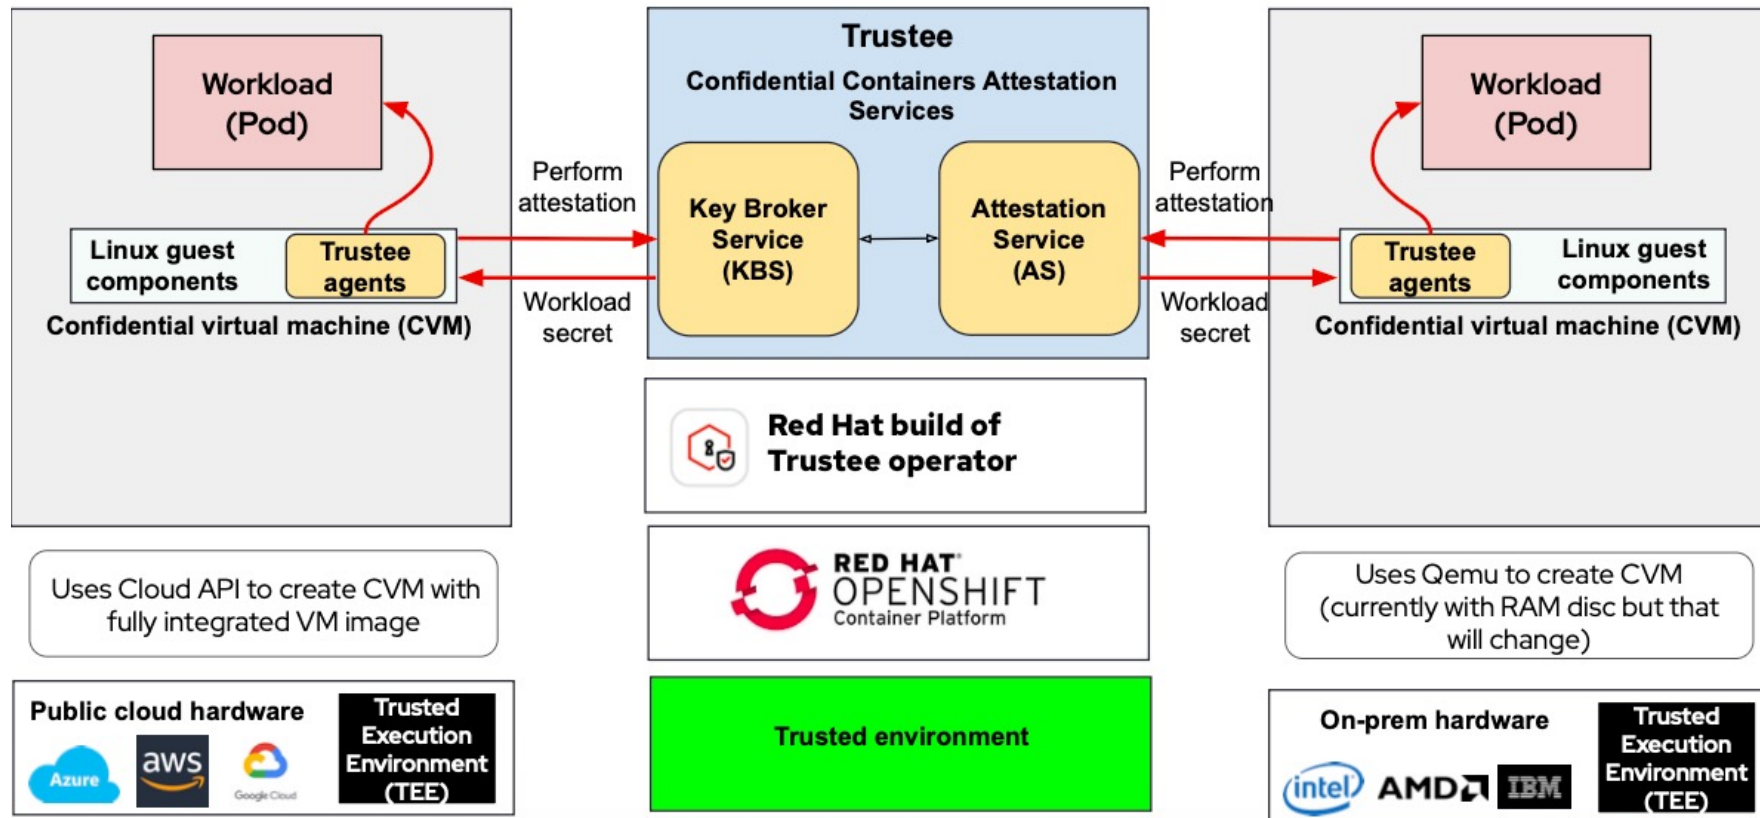 Workload
(Pod)
Linux guest
components
Trustee
agents
Confidential virtual machine (CVM)
Perform
attestation
Workload
secret
Trustee
Confidential Containers Attestation
Services
Key Broker
Service
(KBS)
Attestation
Service
(AS)
Perform
attestation
Workload
secret
Workload
(Pod)
Trustee
agents
Linux guest
components
Confidential virtual machine (CVM)
Red Hat build of
Trustee operator
RED HAT®
OPENSHIFT
Container Platform
Uses Cloud API to create CVM with
fully integrated VM image
Uses Qemu to create CVM
(currently with RAM disc but that
will change)
Public cloud hardware
Azure
aws
Google Cloud
Trusted
Execution
Environment
(TEE)
Trusted environment
On-prem hardware
intel
AMD
IBM
Trusted
Execution
Environment
(TEE)